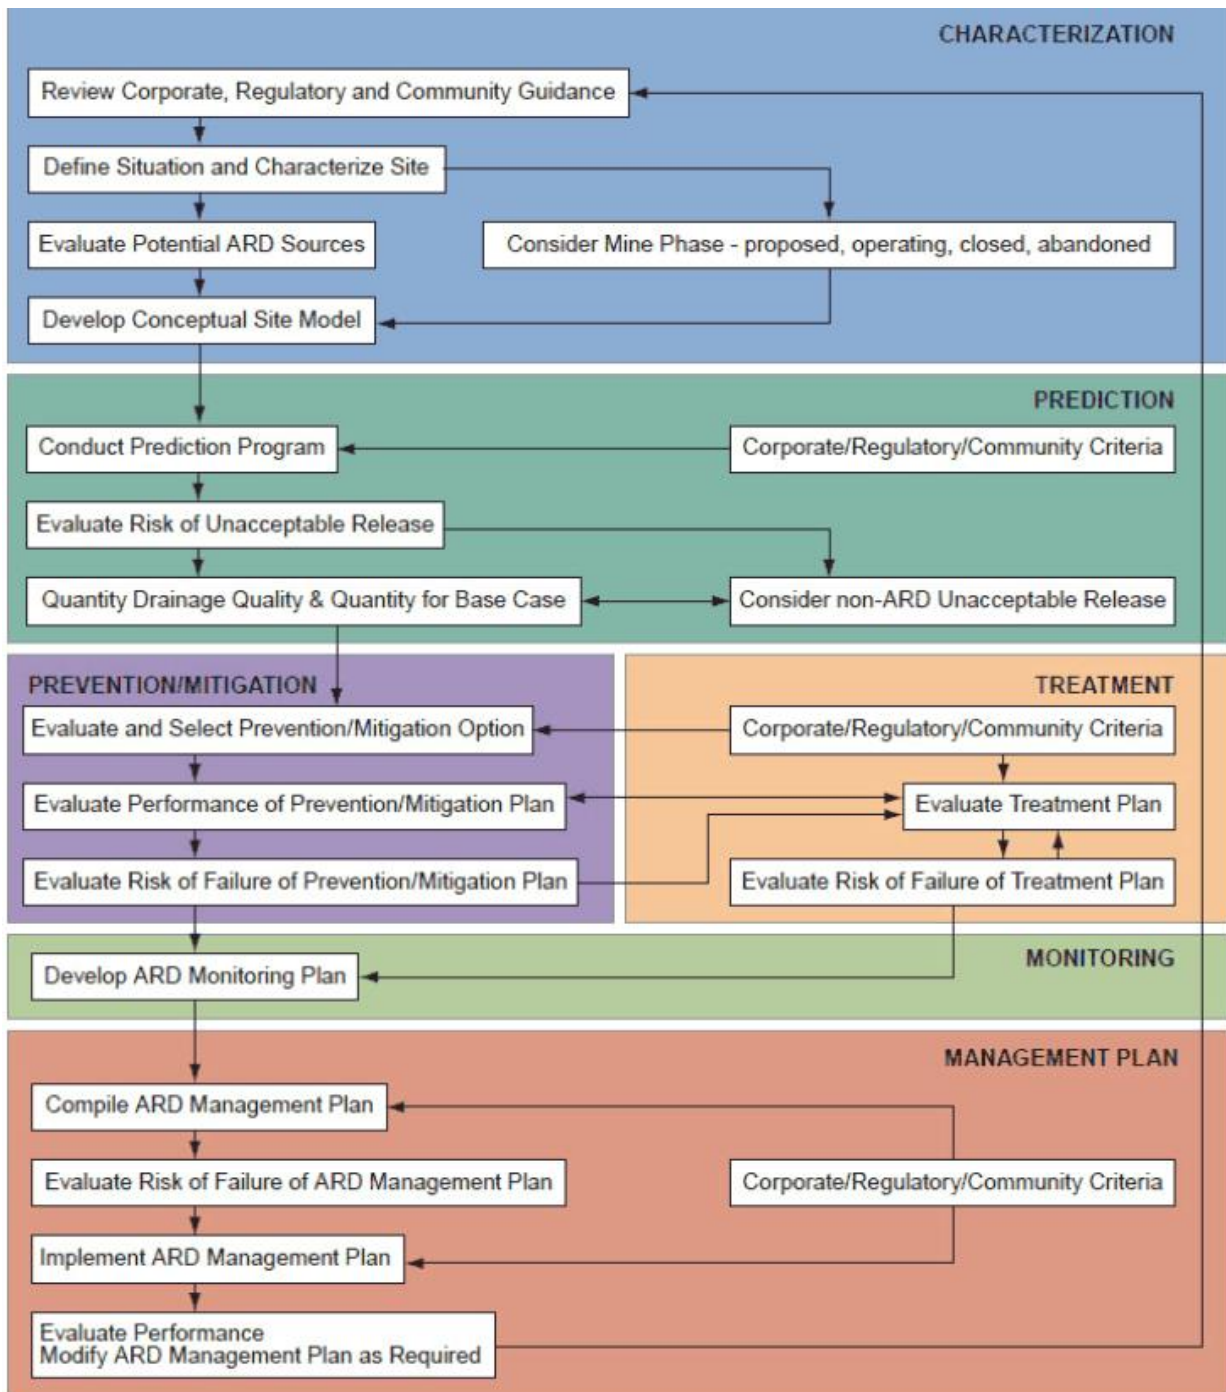 CHARACTERIZATION
Review Corporate, Regulatory and Community Guidance
Define Situation and Characterize Site
Evaluate Potential ARD Sources
Consider Mine Phase - proposed, operating, closed, abandoned
Develop Conceptual Site Model
PREDICTION
Conduct Prediction Program
Corporate/Regulatory/Community Criteria
Evaluate Risk of Unacceptable Release
Quantity Drainage Quality & Quantity for Base Case
Consider non-ARD Unacceptable Release
PREVENTION/MITIGATION
Evaluate and Select Prevention/Mitigation Option
Evaluate Performance of Prevention/Mitigation Plan
Evaluate Risk of Failure of Prevention/Mitigation Plan
TREATMENT
Corporate/Regulatory/Community Criteria
Evaluate Treatment Plan
Evaluate Risk of Failure of Treatment Plan
MONITORING
Develop ARD Monitoring Plan
MANAGEMENT PLAN
Compile ARD Management Plan
Evaluate Risk of Failure of ARD Management Plan
Corporate/Regulatory/Community Criteria
Implement ARD Management Plan
Evaluate Performance
Modify ARD Management Plan as Required